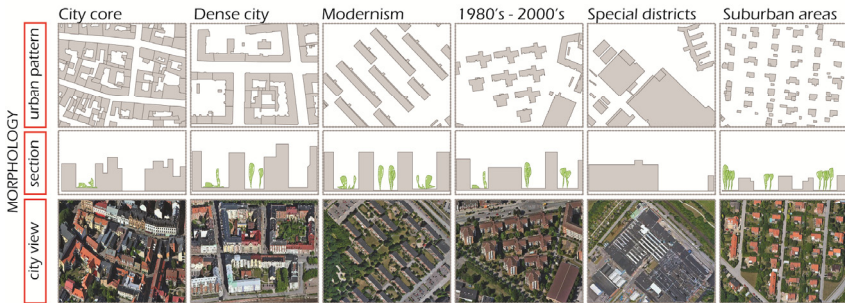 City core
Dense city
Modernism
1980's - 2000's
Special districts
Suburban areas
MORPHOLOGY
urban pattern
section
city view